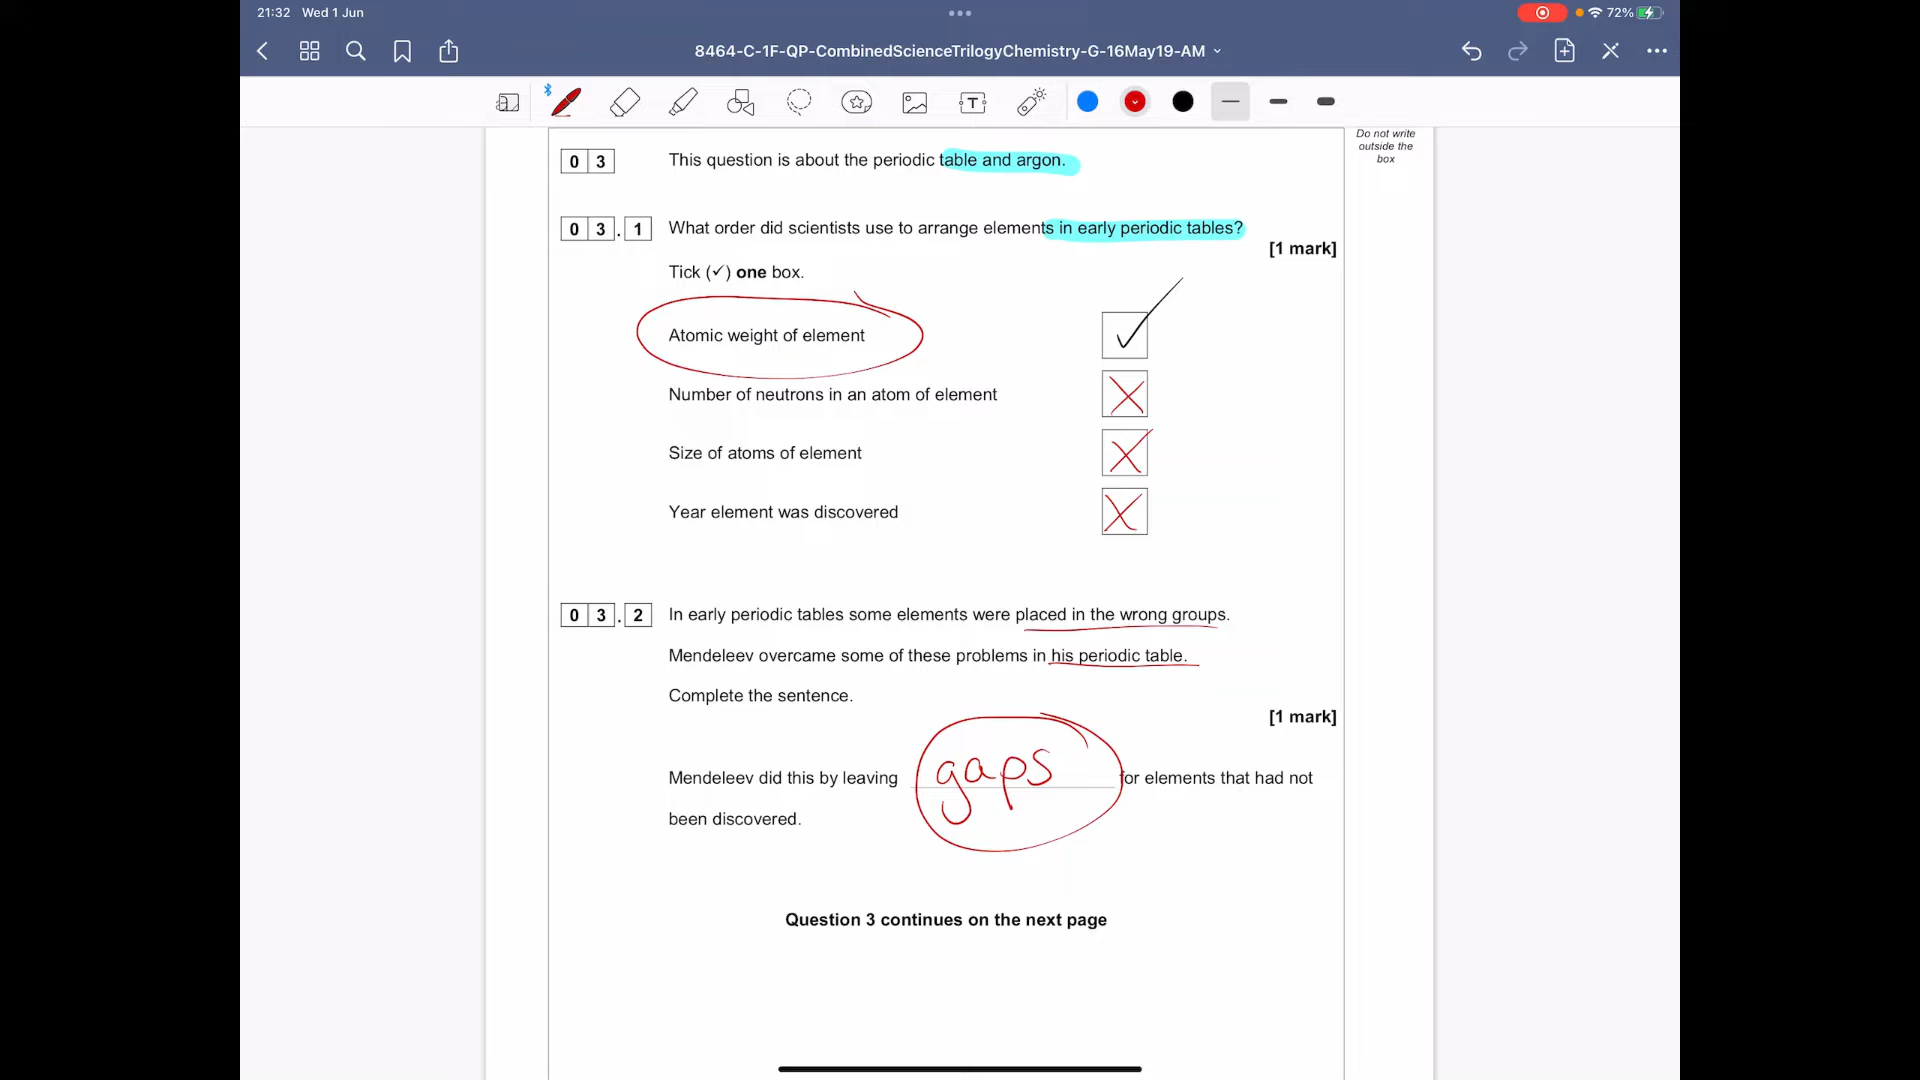 21:32 Wed 1 Jun
72%
8464-C-1F-QP-CombinedScienceTrilogyChemistry-G-16May19-AM
T
Do not write
outside the
box
0 3 This question is about the periodic table and argon.
0 3 . 1 What order did scientists use to arrange elements in early periodic tables?
[1 mark]
Tick (✓) one box.
Atomic weight of element
Number of neutrons in an atom of element
Size of atoms of element
Year element was discovered
0 3 . 2 In early periodic tables some elements were placed in the wrong groups.
Mendeleev overcame some of these problems in his periodic table.
Complete the sentence.
[1 mark]
Mendeleev did this by leaving gaps for elements that had not
been discovered.
Question 3 continues on the next page